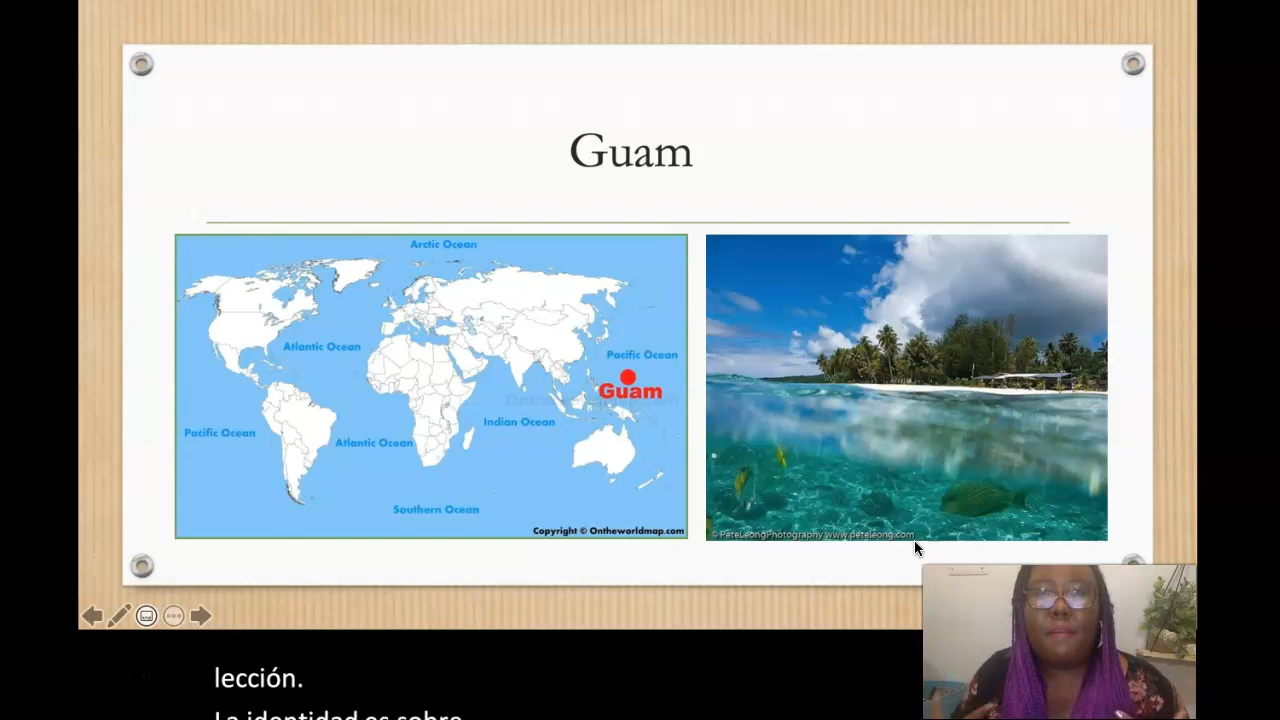 Guam
Arctic Ocean
Atlantic Ocean
Pacific Ocean
Guam
Indian Ocean
Pacific Ocean
Atlantic Ocean
Southern Ocean
Copyright © Ontheworldmap.com
© PeteLeongPhotography www.peteleong.com
lección.
La identidad es sobre